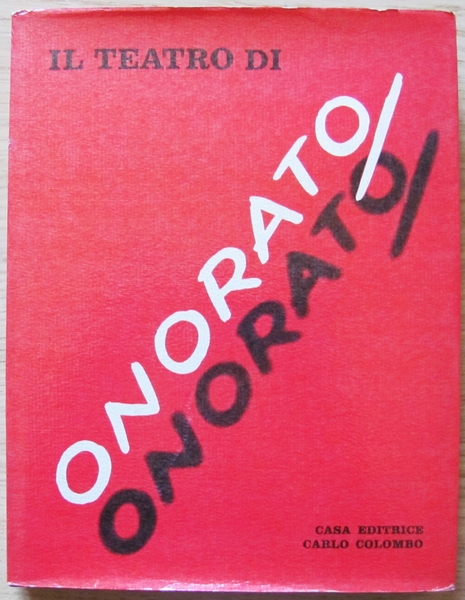 IL TEATRO DI
ONORATO/
ONORATO/
CASA EDITRICE
CARLO COLOMBO